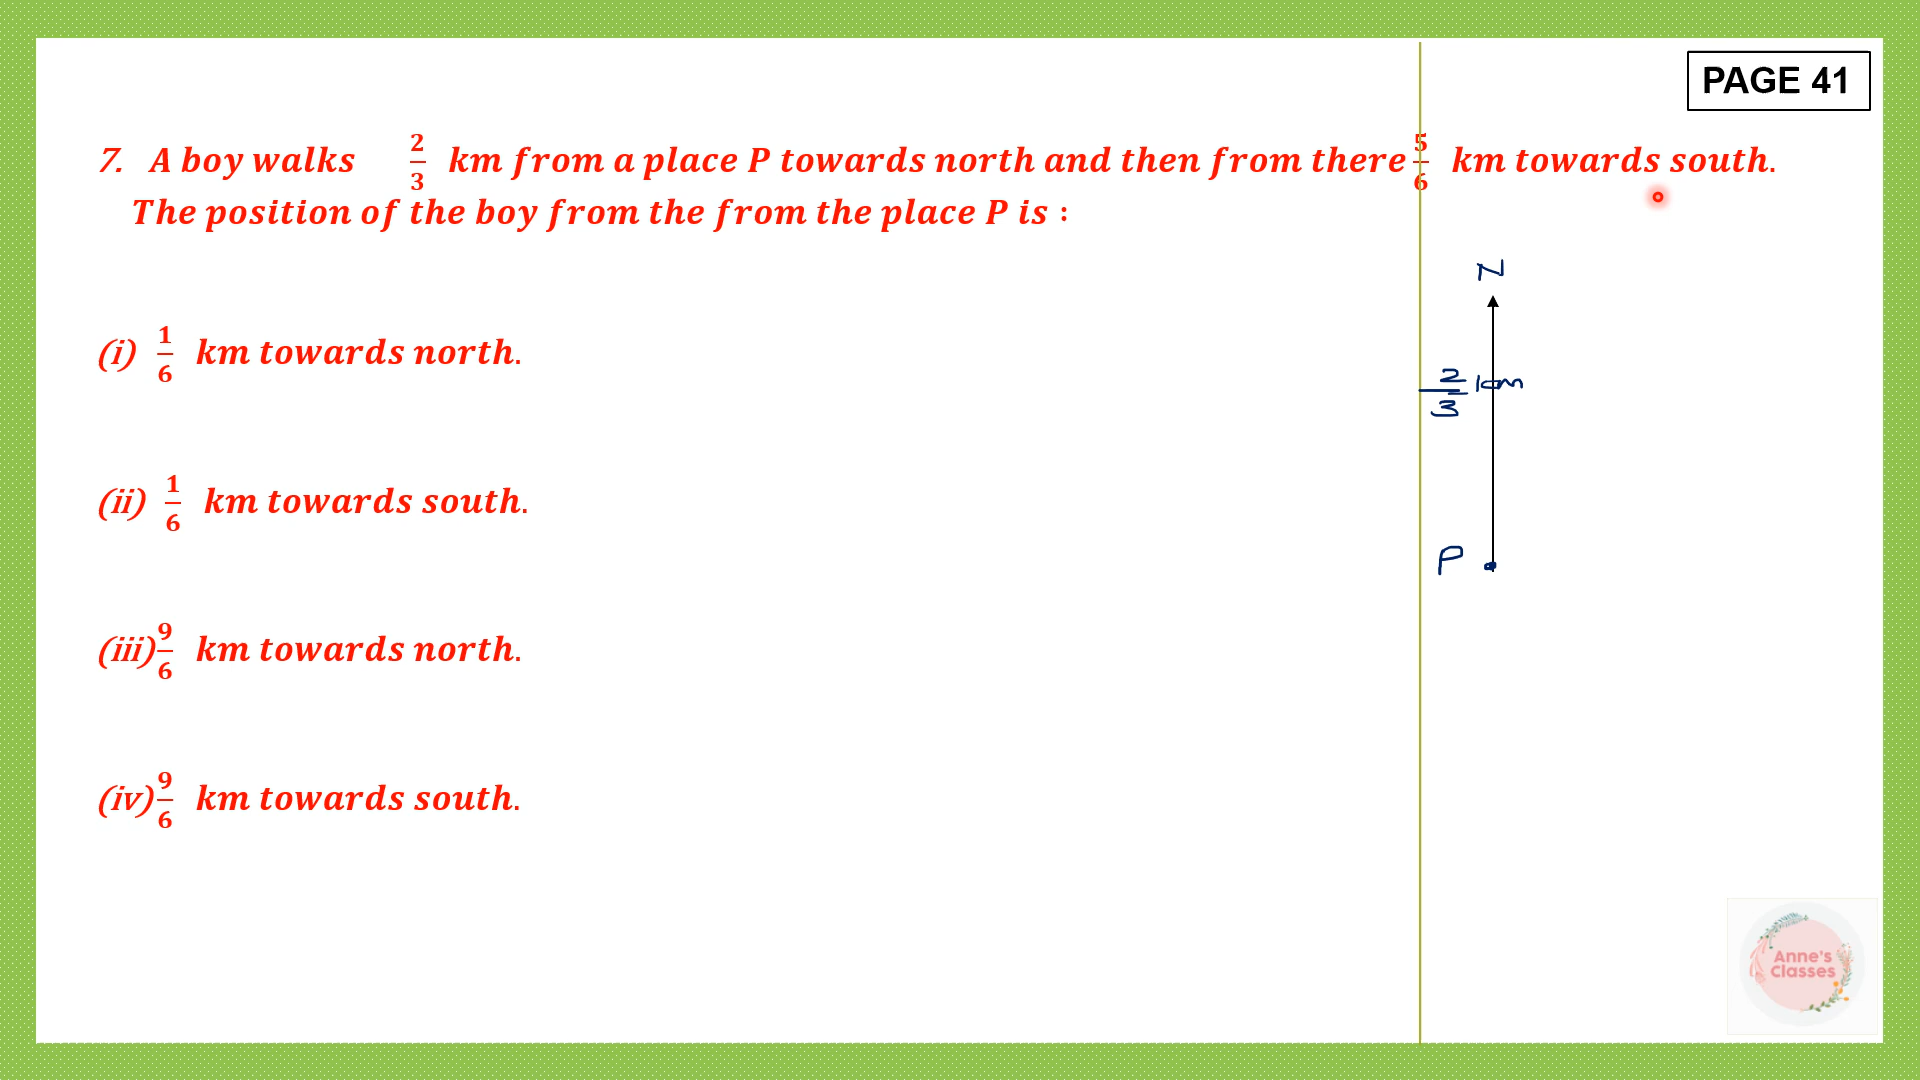 PAGE 41
7. A boy walks 2/3 km from a place P towards north and then from there 5/6 km towards south.
The position of the boy from the from the place P is :
N
(i) 1/6 km towards north.
2/3 km
(ii) 1/6 km towards south.
P
(iii) 9/6 km towards north.
(iv) 9/6 km towards south.
Anne's
Classes